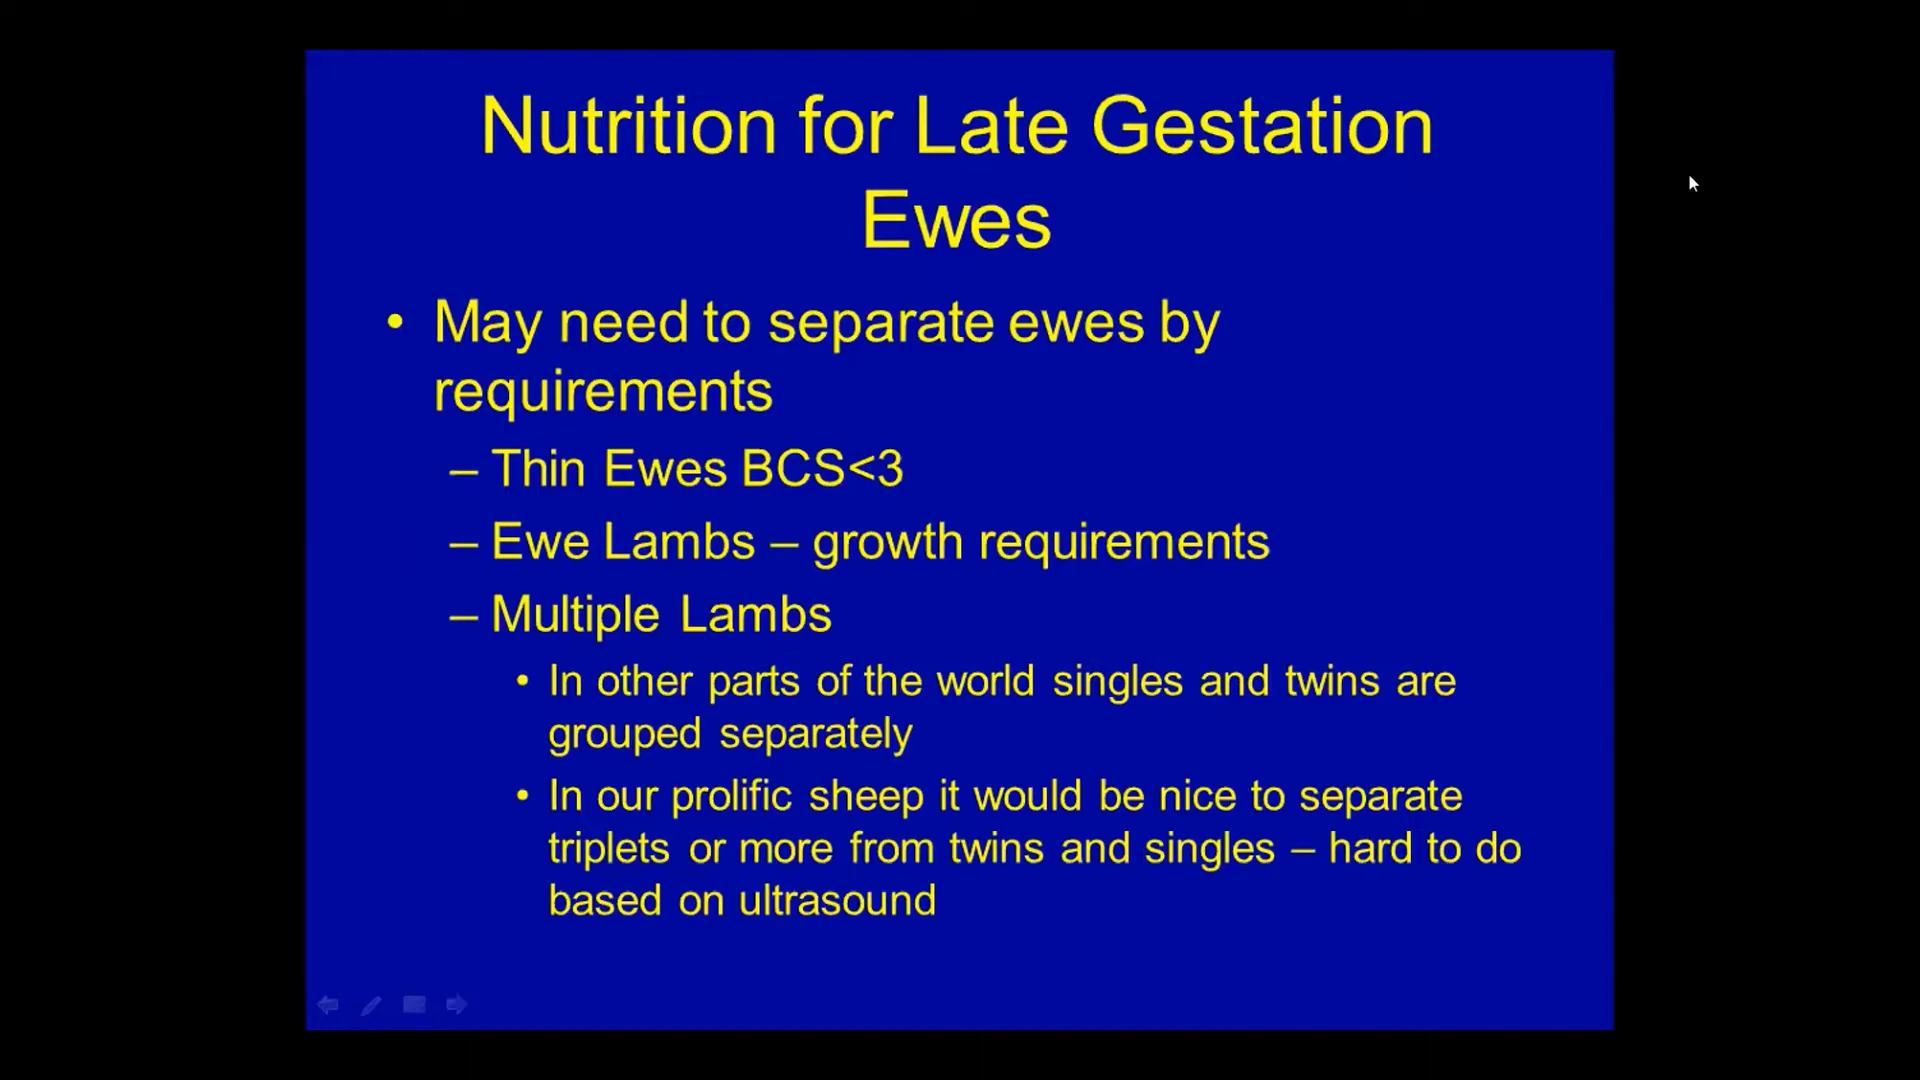 Nutrition for Late Gestation
Ewes
• May need to separate ewes by
requirements
– Thin Ewes BCS<3
– Ewe Lambs – growth requirements
– Multiple Lambs
• In other parts of the world singles and twins are
grouped separately
• In our prolific sheep it would be nice to separate
triplets or more from twins and singles – hard to do
based on ultrasound